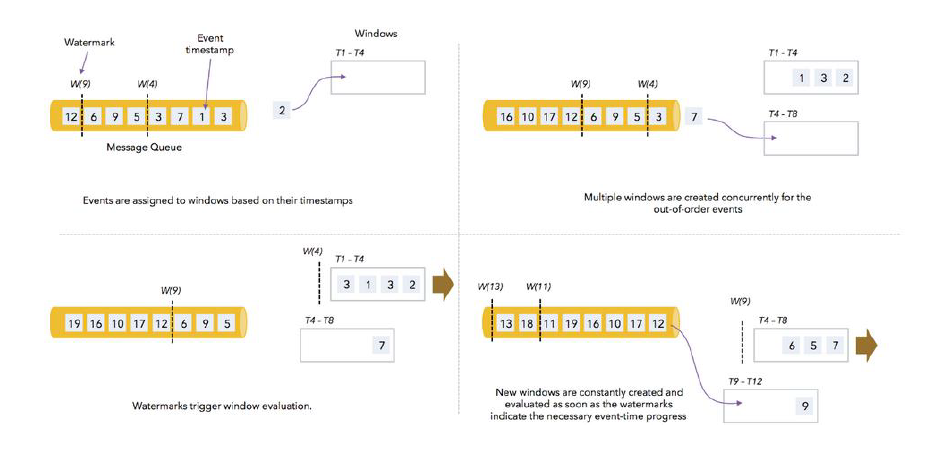 Windows
Watermark
Event
timestamp
T1 - T4
W(9)
W(4)
12 6 9 5 3 7 1 3
2
Message Queue
Events are assigned to windows based on their timestamps
T1 - T4
1 3 2
W(9)
W(4)
16 10 17 12 6 9 5 3
7
T4 - T8
Multiple windows are created concurrently for the
out-of-order events
W(4)
T1 - T4
3 1 3 2
W(9)
19 16 10 17 12 6 9 5
T4 - T8
7
Watermarks trigger window evaluation.
W(13)
W(11)
13 18 11 19 16 10 17 12
W(9)
T4 - T8
6 5 7
T9 - T12
9
New windows are constantly created and
evaluated as soon as the watermarks
indicate the necessary event-time progress